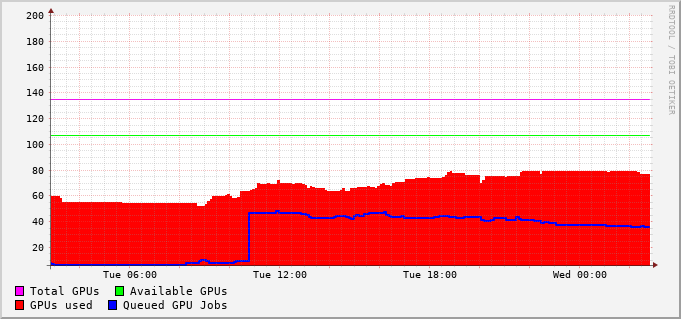 200
180
160
140
120
100
80
60
40
20
Tue 06:00 Tue 12:00 Tue 18:00 Wed 00:00
Total GPUs Available GPUs
GPUs used Queued GPU Jobs
RRDTOOL / TOBI OETIKER